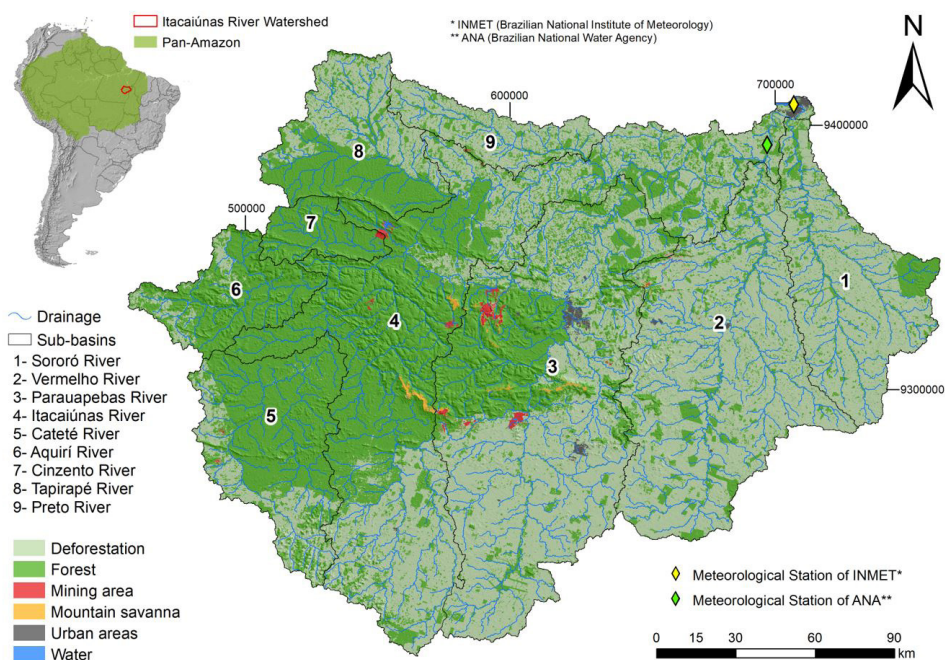 Itacaiúnas River Watershed
Pan-Amazon
* INMET (Brazilian National Institute of Meteorology)
** ANA (Brazilian National Water Agency)
N
600000
700000
9400000
500000
9300000
8
9
7
6
4
5
3
2
1
Drainage
Sub-basins
1- Sororó River
2- Vermelho River
3- Parauapebas River
4- Itacaiúnas River
5- Cateté River
6- Aquirí River
7- Cinzento River
8- Tapirapé River
9- Preto River
Deforestation
Forest
Mining area
Mountain savanna
Urban areas
Water
Meteorological Station of INMET*
Meteorological Station of ANA**
0 15 30 60 90
km